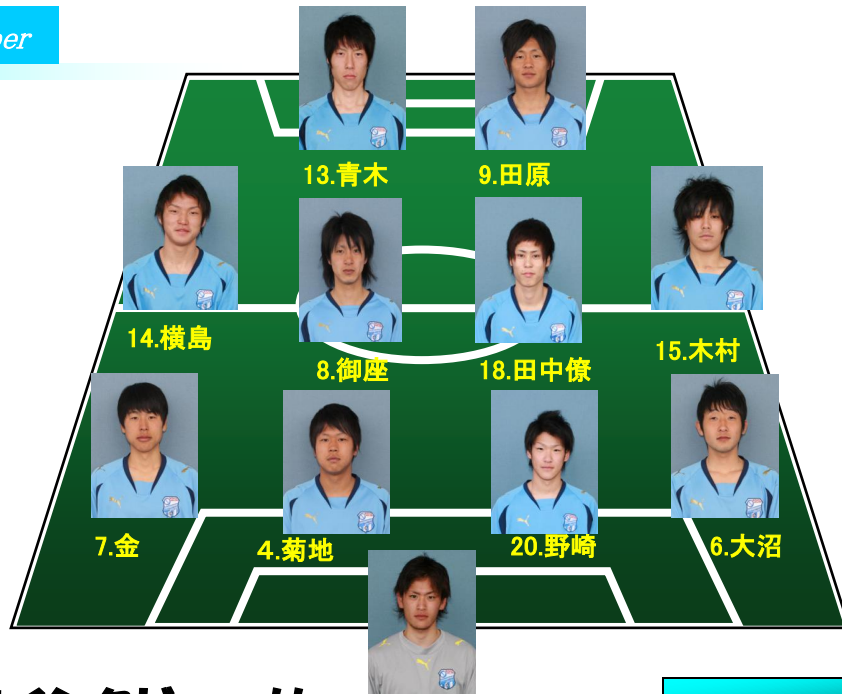 13.青木
9.田原
14.横島
8.御座
18.田中僚
15.木村
7.金
４.菊地
20.野崎
6.大沼